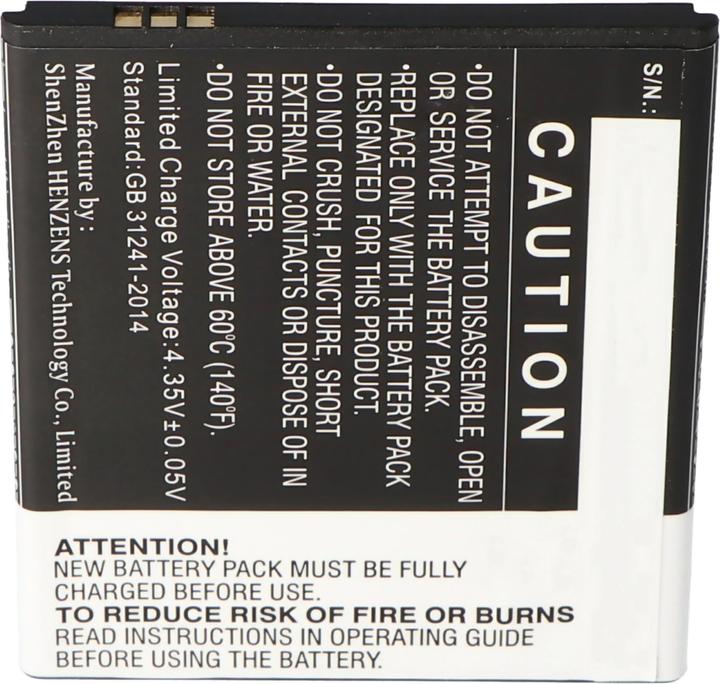 S/N.:
CAUTION
•DO NOT ATTEMPT TO DISASSEMBLE, OPEN
OR SERVICE THE BATTERY PACK.
•REPLACE ONLY WITH THE BATTERY PACK
DESIGNATED FOR THIS PRODUCT.
•DO NOT CRUSH, PUNCTURE, SHORT
EXTERNAL CONTACTS OR DISPOSE OF IN
FIRE OR WATER.
•DO NOT STORE ABOVE 60°C (140°F).
Limited Charge Voltage:4.35V±0.05V
Standard:GB 31241-2014
Manufacture by :
ShenZhen HENZENS Technology Co., Limited
ATTENTION!
NEW BATTERY PACK MUST BE FULLY
CHARGED BEFORE USE.
TO REDUCE RISK OF FIRE OR BURNS
READ INSTRUCTIONS IN OPERATING GUIDE
BEFORE USING THE BATTERY.